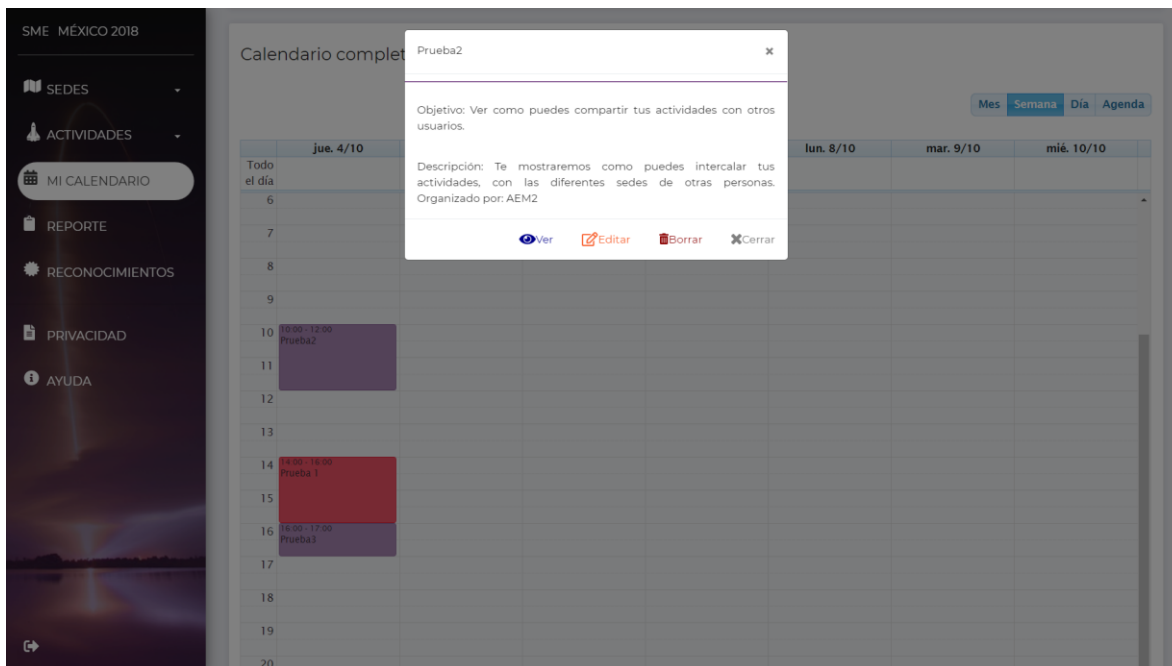 SME MÉXICO 2018
SEDES
ACTIVIDADES
MI CALENDARIO
REPORTE
RECONOCIMIENTOS
PRIVACIDAD
AYUDA
Calendario complet
Prueba2
Objetivo: Ver como puedes compartir tus actividades con otros
usuarios.
Descripción: Te mostraremos como puedes intercalar tus
actividades, con las diferentes sedes de otras personas.
Organizado por: AEM2
Ver Editar Borrar Cerrar
Mes Semana Día Agenda
jue. 4/10 lun. 8/10 mar. 9/10 mié. 10/10
Todo
el día
6
7
8
9
10 10:00 - 12:00
Prueba2
11
12
13
14 14:00 - 16:00
Prueba 1
15
16 16:00 - 17:00
Prueba3
17
18
19
20